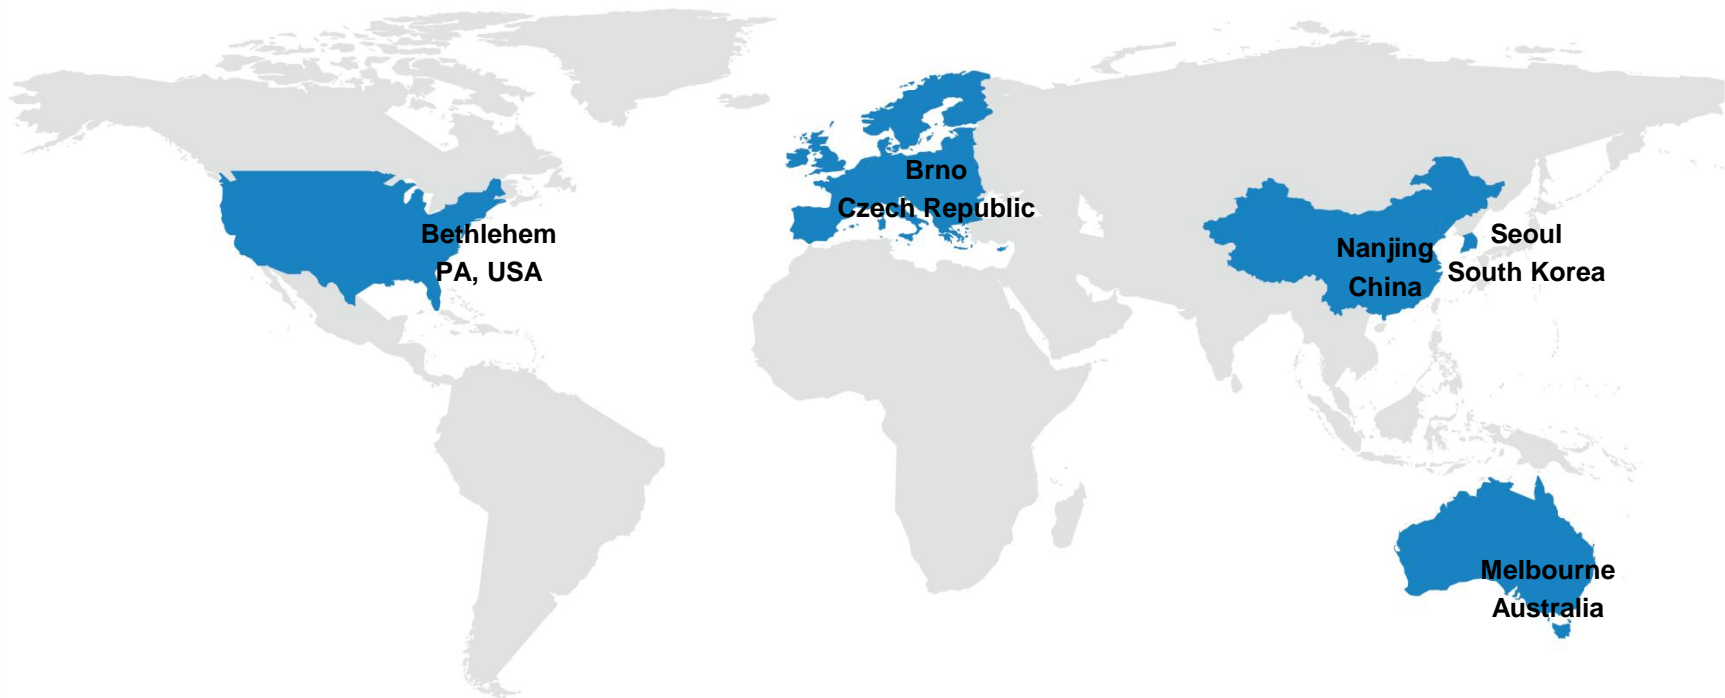 Brno
Czech Republic
Bethlehem
PA, USA
Nanjing
China
Seoul
South Korea
Melbourne
Australia